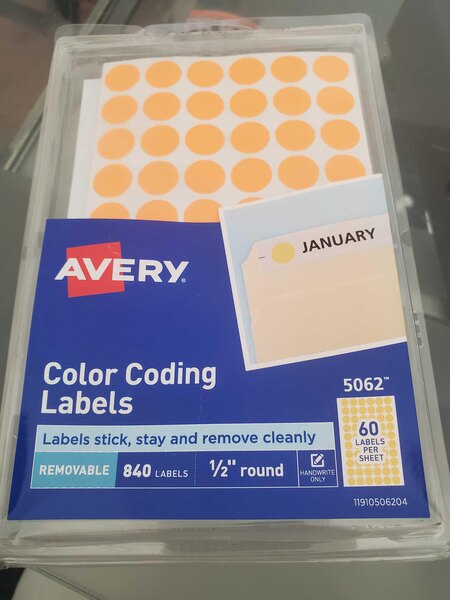 JANUARY
AVERY®
Color Coding
Labels
5062™
60
LABELS
PER
SHEET
Labels stick, stay and remove cleanly
REMOVABLE 840 LABELS 1/2" round
HANDWRITE
ONLY
11910506204